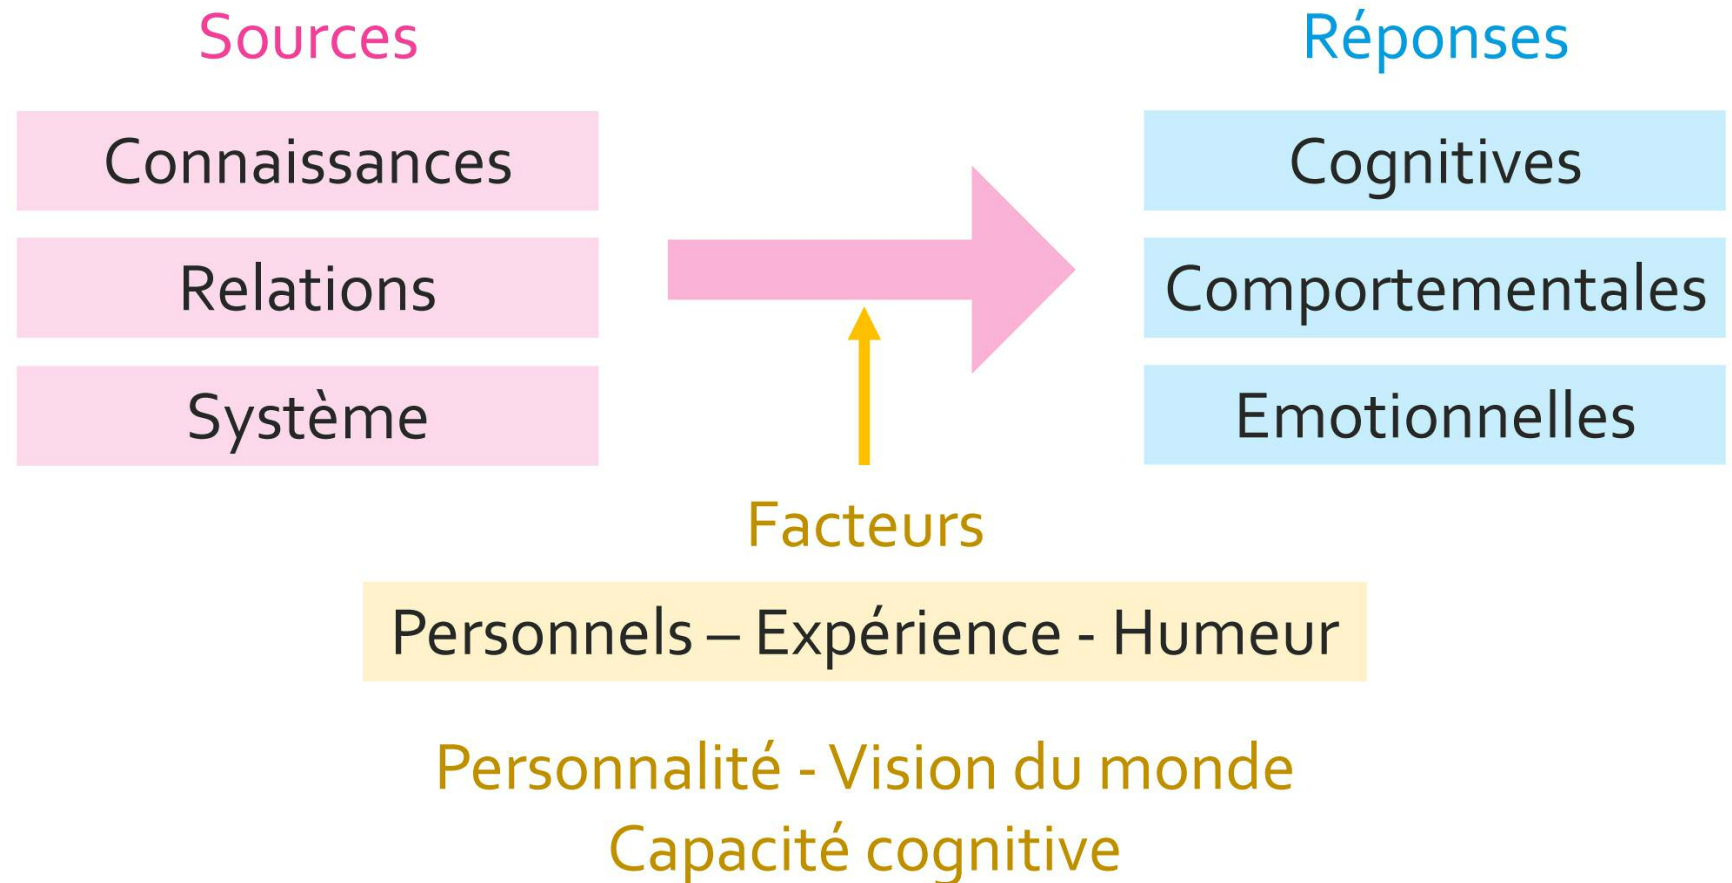 Sources
Réponses
Connaissances
Cognitives
Relations
Comportementales
Système
Emotionnelles
Facteurs
Personnels – Expérience - Humeur
Personnalité - Vision du monde
Capacité cognitive